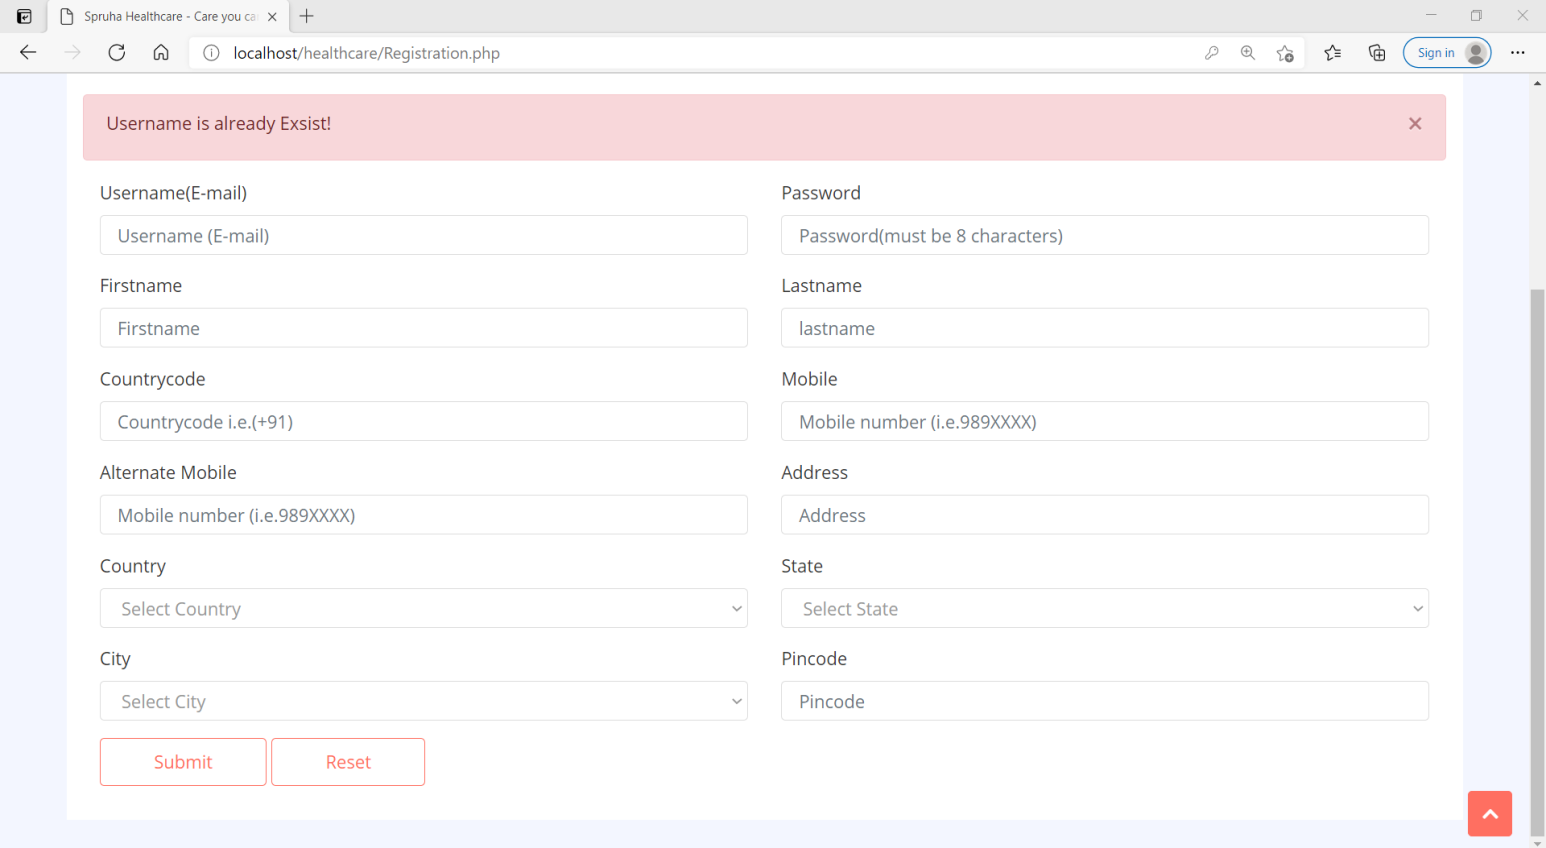 Spruha Healthcare - Care you ca
localhost/healthcare/Registration.php
Sign in
Username is already Exsist!
Username(E-mail)
Password
Username (E-mail)
Password(must be 8 characters)
Firstname
Lastname
Firstname
lastname
Countrycode
Mobile
Countrycode i.e.(+91)
Mobile number (i.e.989XXXX)
Alternate Mobile
Address
Mobile number (i.e.989XXXX)
Address
Country
State
Select Country
Select State
City
Pincode
Select City
Pincode
Submit
Reset